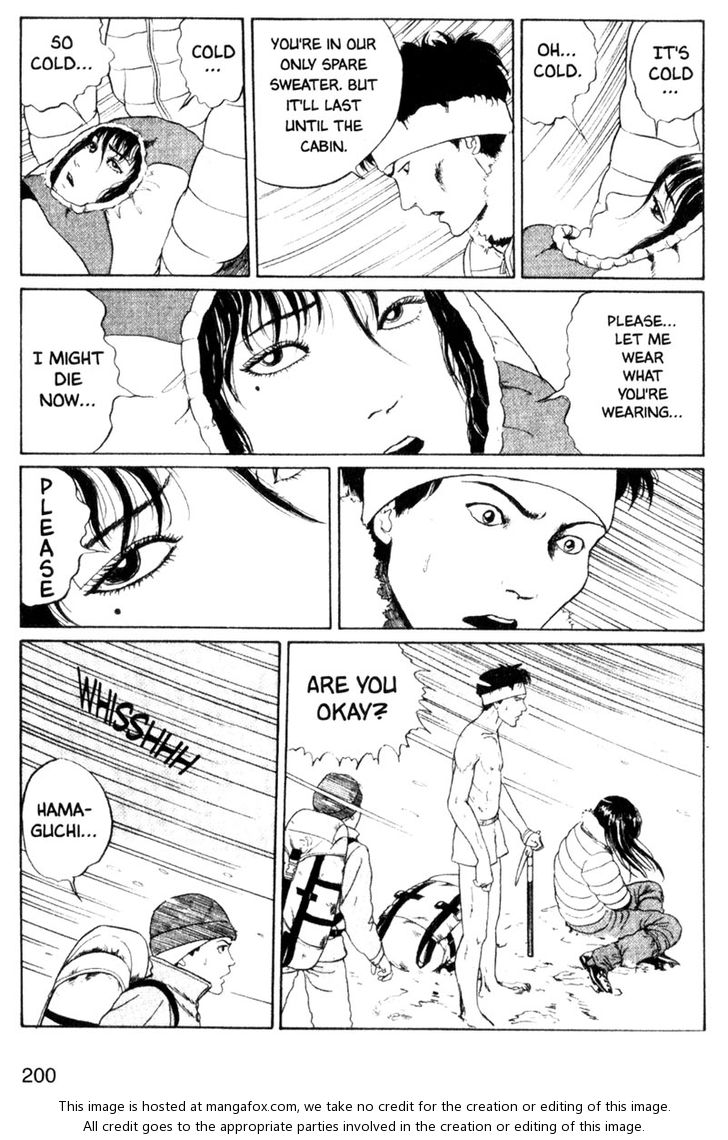 SO
COLD...
COLD
...
YOU'RE IN OUR
ONLY SPARE
SWEATER. BUT
IT'LL LAST
UNTIL THE
CABIN.
OH...
COLD.
IT'S
COLD
...
I MIGHT
DIE
NOW...
PLEASE...
LET ME
WEAR
WHAT
YOU'RE
WEARING...
PLEASE
WHISSHHH
HAMA-
GUCHI...
ARE YOU
OKAY?
200
This image is hosted at mangafox.com, we take no credit for the creation or editing of this image.
All credit goes to the appropriate parties involved in the creation or editing of this image.